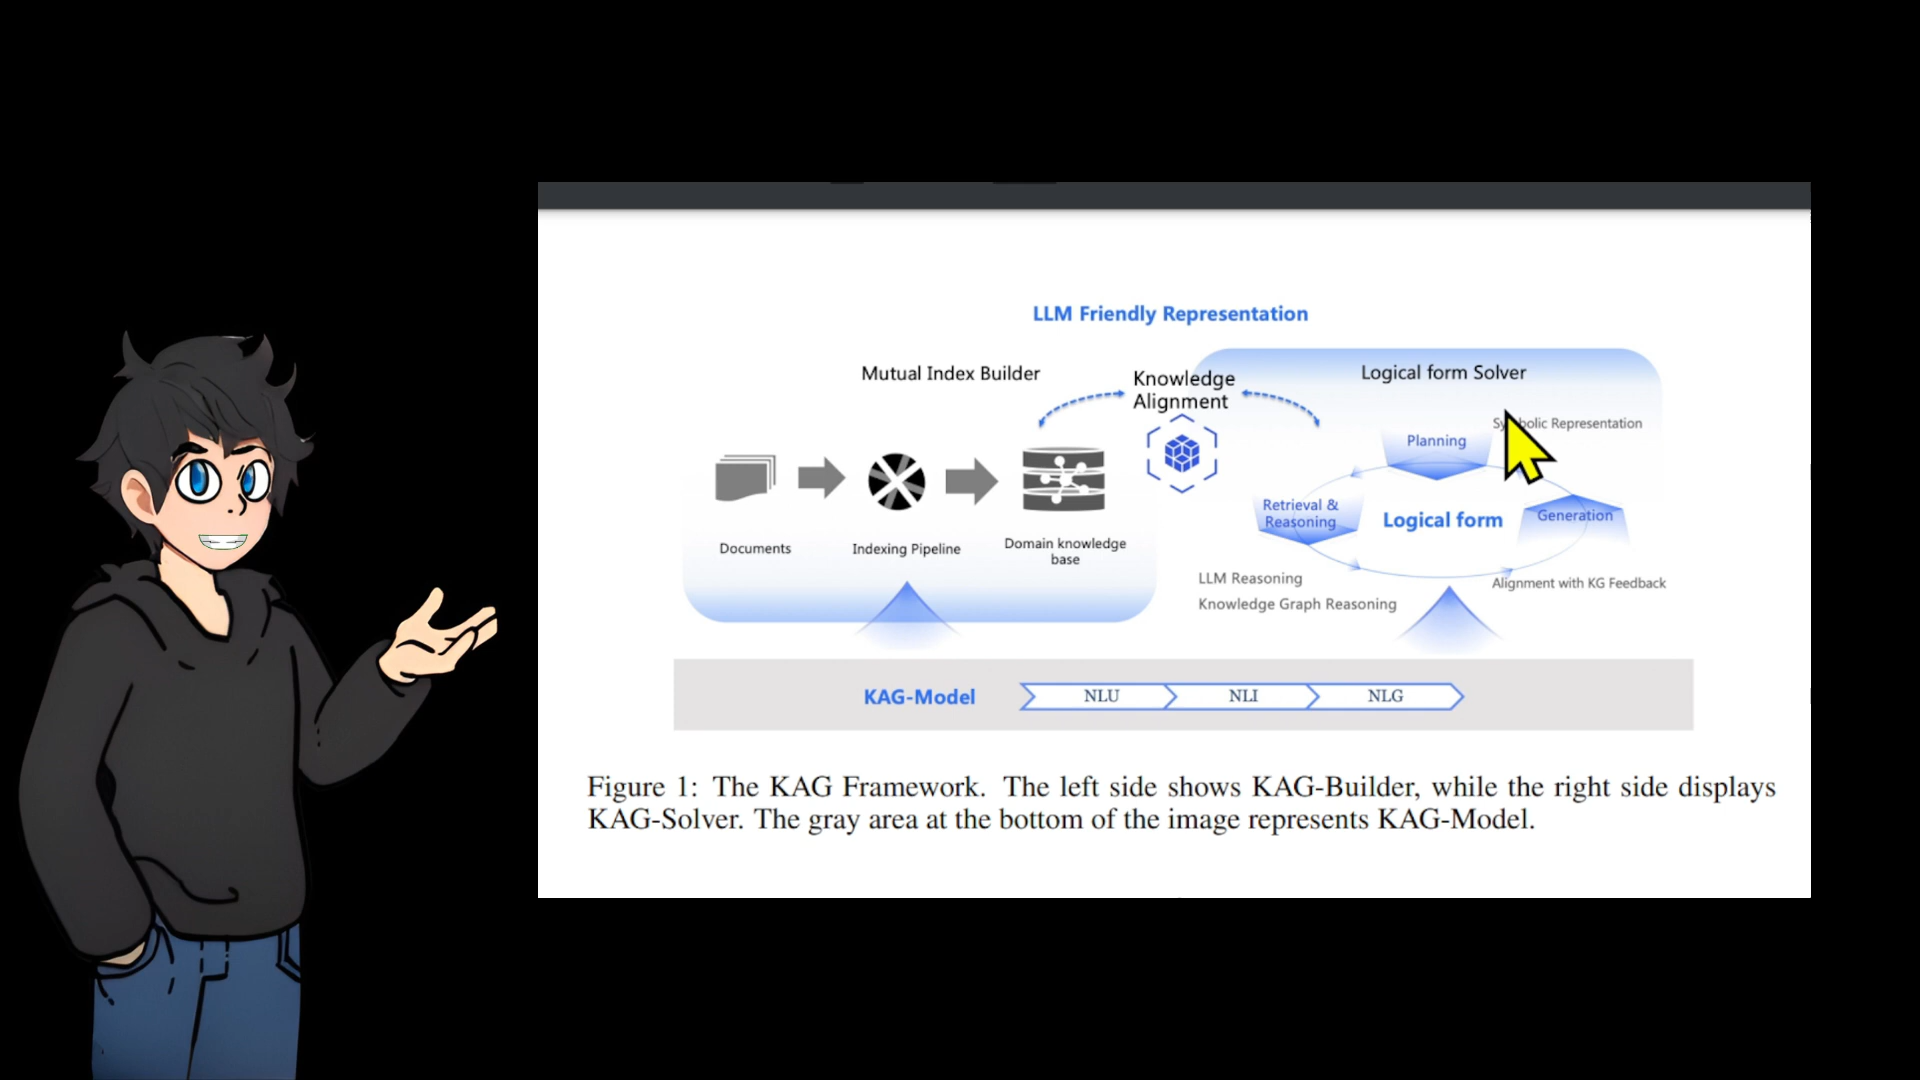 LLM Friendly Representation
Mutual Index Builder
Knowledge
Alignment
Logical form Solver
Representation
Planning
Retrieval &
Reasoning
Logical form
Generation
Documents
Indexing Pipeline
Domain knowledge
base
LLM Reasoning
Knowledge Graph Reasoning
Alignment with KG Feedback
KAG-Model
NLU
NLI
NLG
Figure 1: The KAG Framework. The left side shows KAG-Builder, while the right side displays
KAG-Solver. The gray area at the bottom of the image represents KAG-Model.